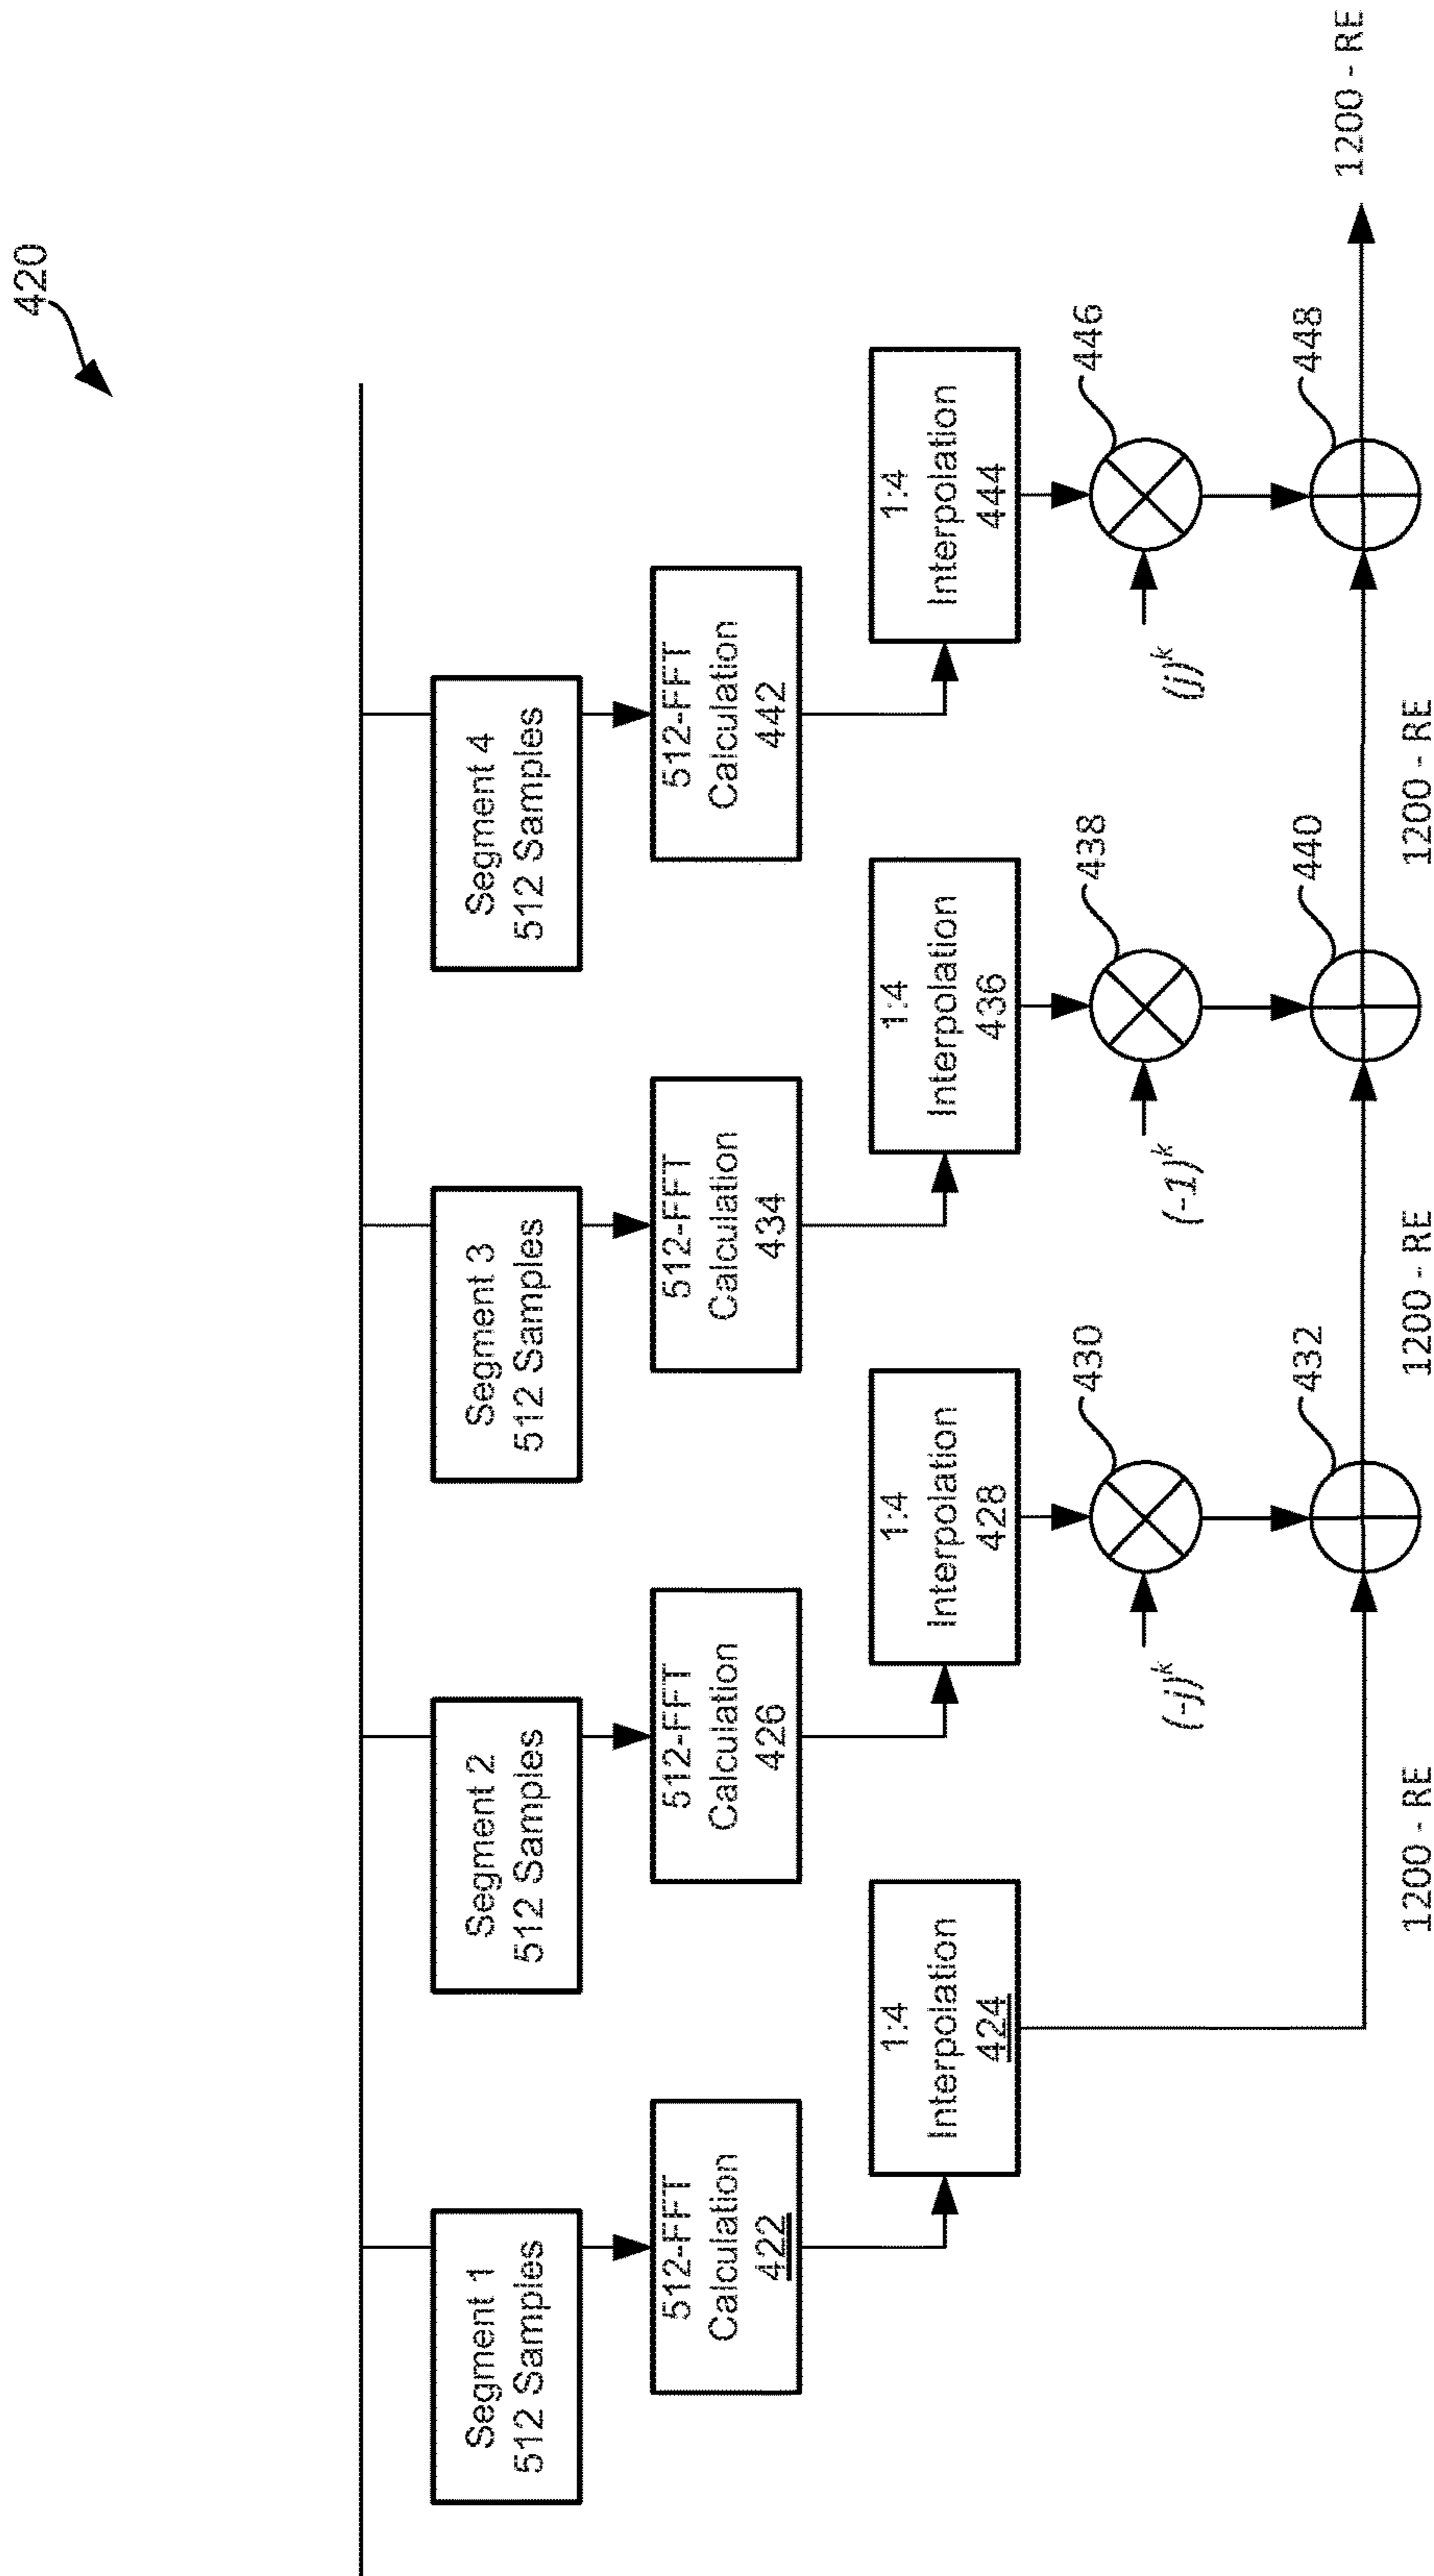 420
Segment 1
512 Samples
Segment 2
512 Samples
Segment 3
512 Samples
Segment 4
512 Samples
512-FFT
Calculation
422
512-FFT
Calculation
426
512-FFT
Calculation
434
512-FFT
Calculation
442
1:4
Interpolation
424
1:4
Interpolation
428
1:4
Interpolation
436
1:4
Interpolation
444
(-j)^k
430
(-1)^k
438
(j)^k
446
432
440
448
1200 - RE
1200 - RE
1200 - RE
1200 - RE